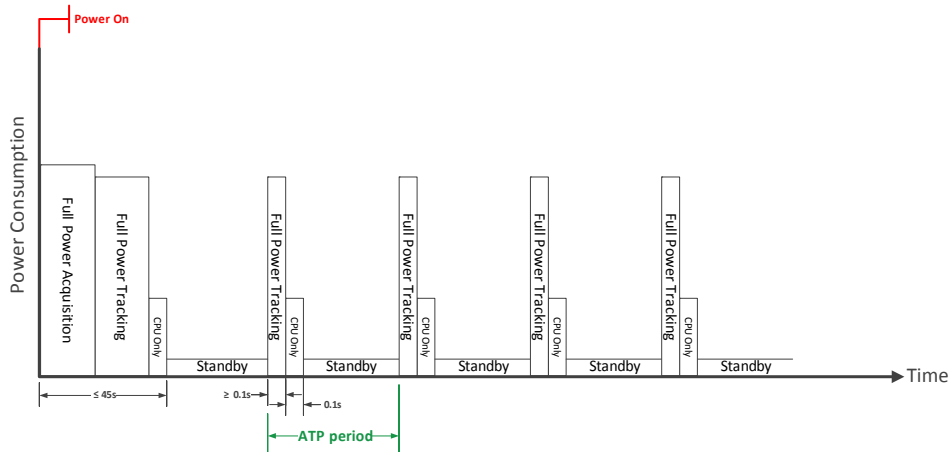 Power On
Power Consumption
Full Power Acquisition
Full Power Tracking
CPU Only
Standby
Full Power Tracking
CPU Only
Standby
Full Power Tracking
CPU Only
Standby
Full Power Tracking
CPU Only
Standby
Full Power Tracking
CPU Only
Standby
Time
≤ 45s
≥ 0.1s
0.1s
ATP period